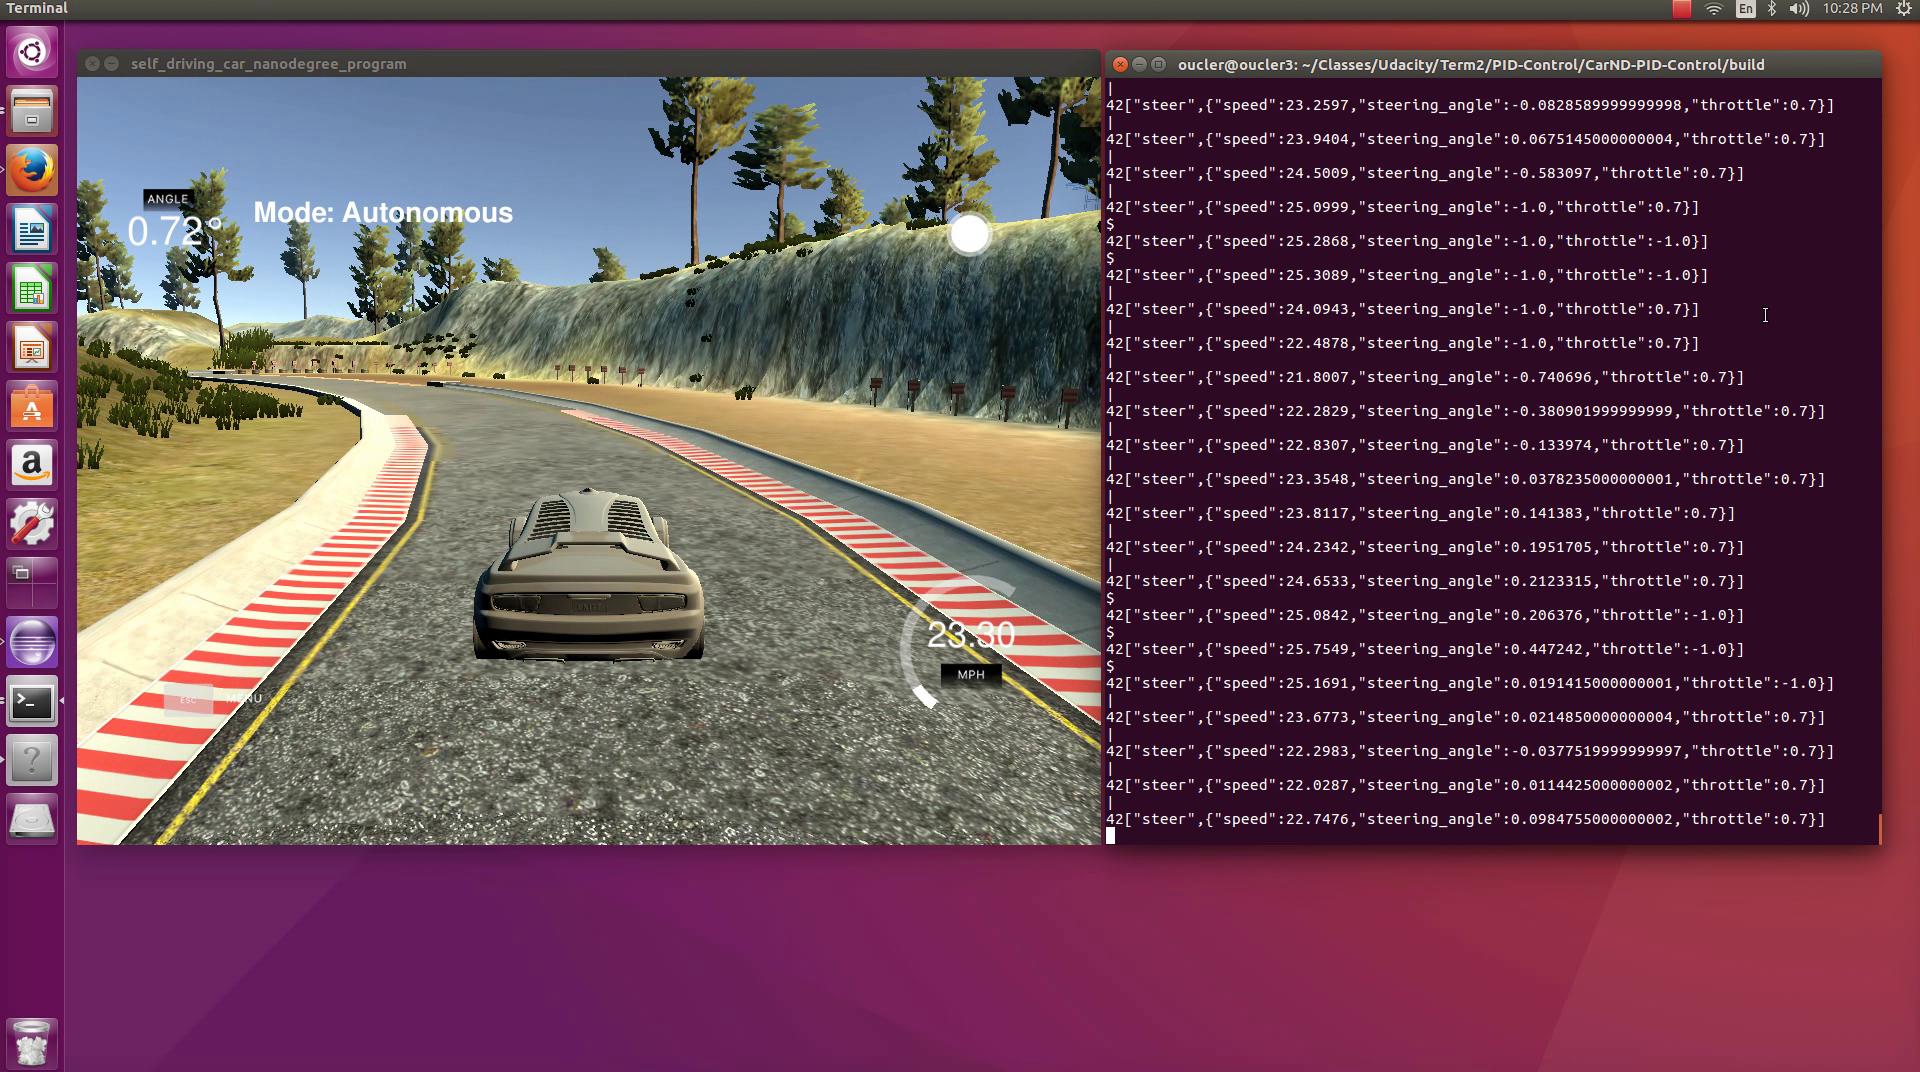 Terminal
En
10:28 PM
self_driving_car_nanodegree_program
ANGLE
0.72°
Mode: Autonomous
23.30
MPH
ESC MENU
a
oucler@oucler3: ~/Classes/Udacity/Term2/PID-Control/CarND-PID-Control/build
|
42["steer",{"speed":23.2597,"steering_angle":-0.0828589999999998,"throttle":0.7}]
|
42["steer",{"speed":23.9404,"steering_angle":0.0675145000000004,"throttle":0.7}]
|
42["steer",{"speed":24.5009,"steering_angle":-0.583097,"throttle":0.7}]
|
42["steer",{"speed":25.0999,"steering_angle":-1.0,"throttle":0.7}]
$
42["steer",{"speed":25.2868,"steering_angle":-1.0,"throttle":-1.0}]
$
42["steer",{"speed":25.3089,"steering_angle":-1.0,"throttle":-1.0}]
|
42["steer",{"speed":24.0943,"steering_angle":-1.0,"throttle":0.7}]
|
42["steer",{"speed":22.4878,"steering_angle":-1.0,"throttle":0.7}]
|
42["steer",{"speed":21.8007,"steering_angle":-0.740696,"throttle":0.7}]
|
42["steer",{"speed":22.2829,"steering_angle":-0.380901999999999,"throttle":0.7}]
|
42["steer",{"speed":22.8307,"steering_angle":-0.133974,"throttle":0.7}]
|
42["steer",{"speed":23.3548,"steering_angle":0.0378235000000001,"throttle":0.7}]
|
42["steer",{"speed":23.8117,"steering_angle":0.141383,"throttle":0.7}]
|
42["steer",{"speed":24.2342,"steering_angle":0.1951705,"throttle":0.7}]
|
42["steer",{"speed":24.6533,"steering_angle":0.2123315,"throttle":0.7}]
$
42["steer",{"speed":25.0842,"steering_angle":0.206376,"throttle":-1.0}]
$
42["steer",{"speed":25.7549,"steering_angle":0.447242,"throttle":-1.0}]
$
42["steer",{"speed":25.1691,"steering_angle":0.0191415000000001,"throttle":-1.0}]
|
42["steer",{"speed":23.6773,"steering_angle":0.0214850000000004,"throttle":0.7}]
|
42["steer",{"speed":22.2983,"steering_angle":-0.0377519999999997,"throttle":0.7}]
|
42["steer",{"speed":22.0287,"steering_angle":0.0114425000000002,"throttle":0.7}]
|
42["steer",{"speed":22.7476,"steering_angle":0.0984755000000002,"throttle":0.7}]